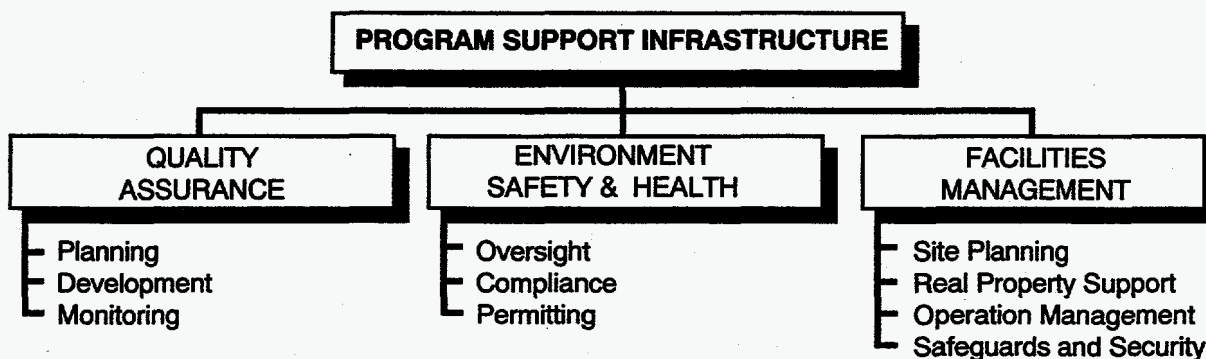 PROGRAM SUPPORT INFRASTRUCTURE
QUALITY
ASSURANCE
Planning
Development
Monitoring
ENVIRONMENT
SAFETY & HEALTH
Oversight
Compliance
Permitting
FACILITIES
MANAGEMENT
Site Planning
Real Property Support
Operation Management
Safeguards and Security